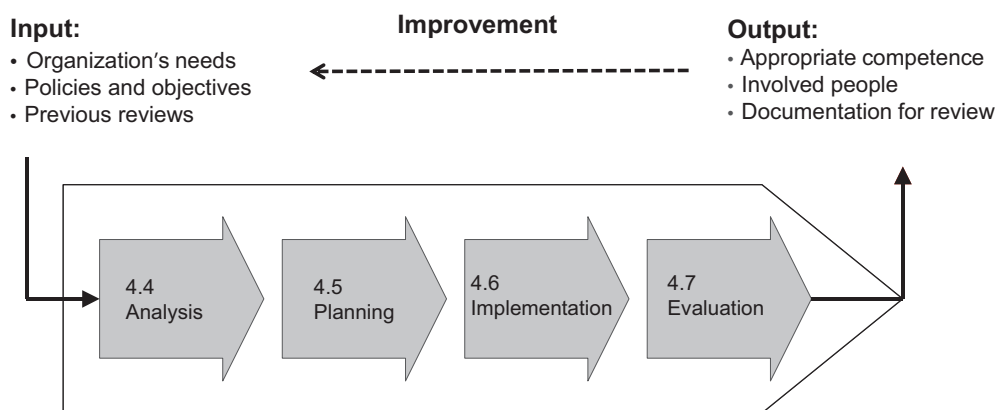 Input:
• Organization's needs
• Policies and objectives
• Previous reviews
Improvement
Output:
• Appropriate competence
• Involved people
• Documentation for review
4.4
Analysis
4.5
Planning
4.6
Implementation
4.7
Evaluation